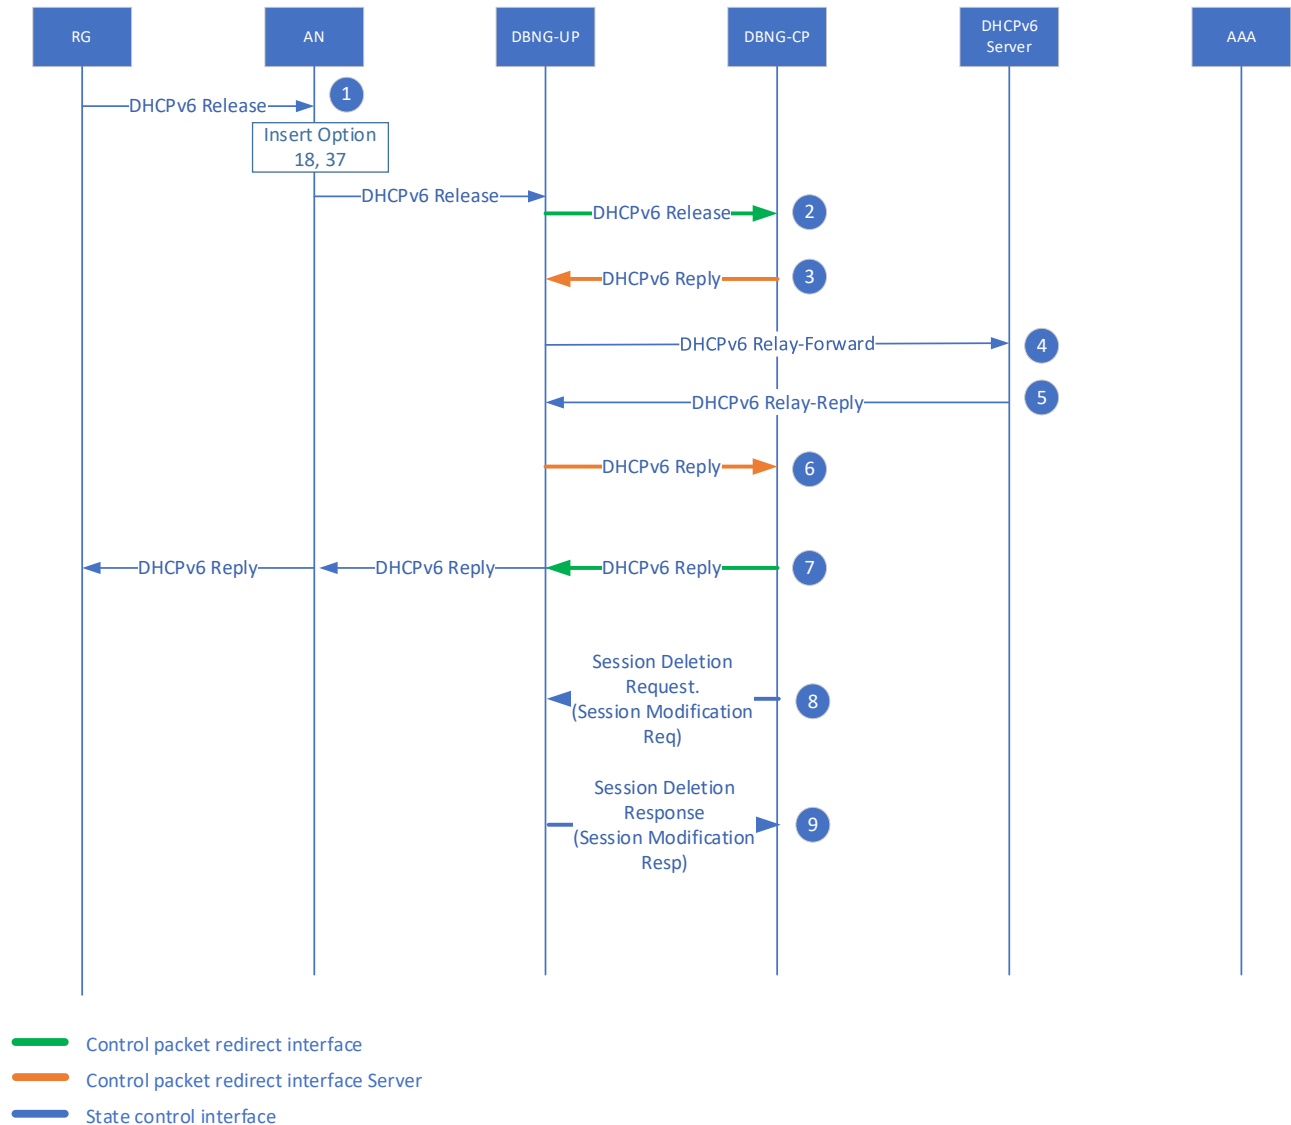 RG
AN
DBNG-UP
DBNG-CP
DHCPv6
Server
AAA
DHCPv6 Release
1
Insert Option
18, 37
DHCPv6 Release
DHCPv6 Release
2
DHCPv6 Reply
3
DHCPv6 Relay-Forward
4
DHCPv6 Relay-Reply
5
DHCPv6 Reply
6
DHCPv6 Reply
DHCPv6 Reply
DHCPv6 Reply
7
Session Deletion
Request.
(Session Modification
Req)
8
Session Deletion
Response
(Session Modification
Resp)
9
Control packet redirect interface
Control packet redirect interface Server
State control interface